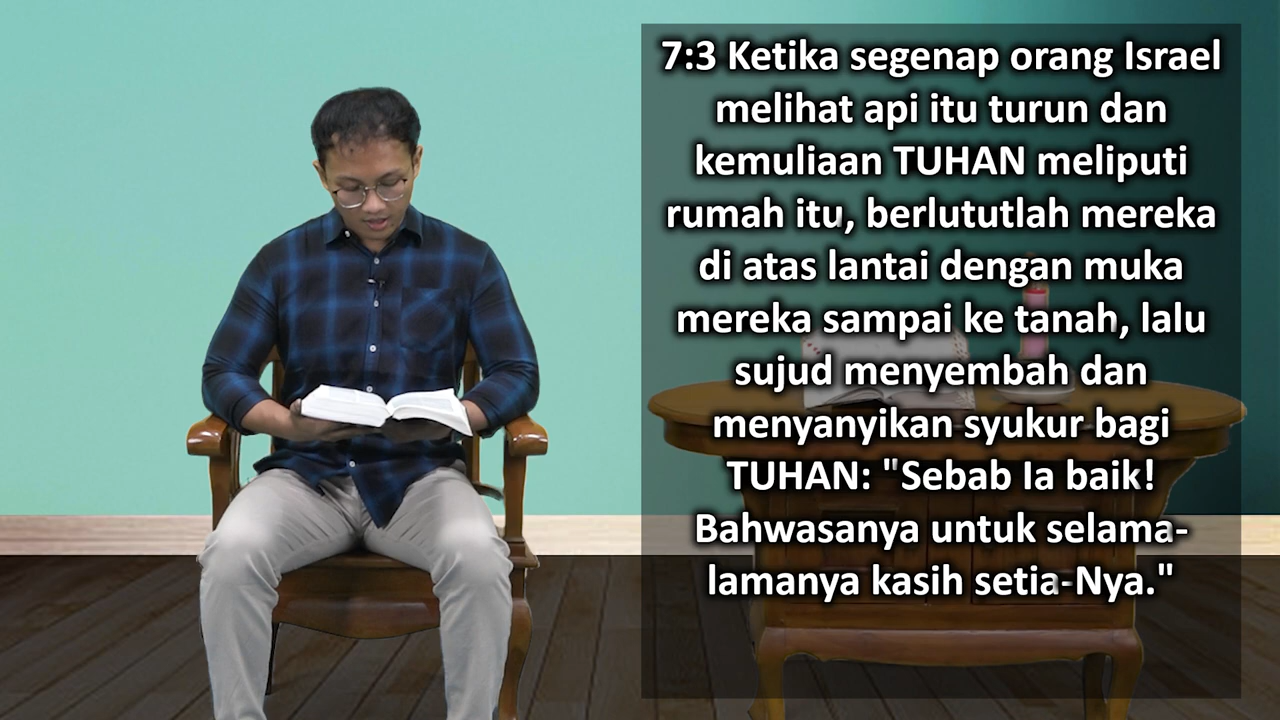 7:3 Ketika segenap orang Israel
melihat api itu turun dan
kemuliaan TUHAN meliputi
rumah itu, berlututlah mereka
di atas lantai dengan muka
mereka sampai ke tanah, lalu
sujud menyembah dan
menyanyikan syukur bagi
TUHAN: "Sebab Ia baik!
Bahwasanya untuk selama-
lamanya kasih setia-Nya."